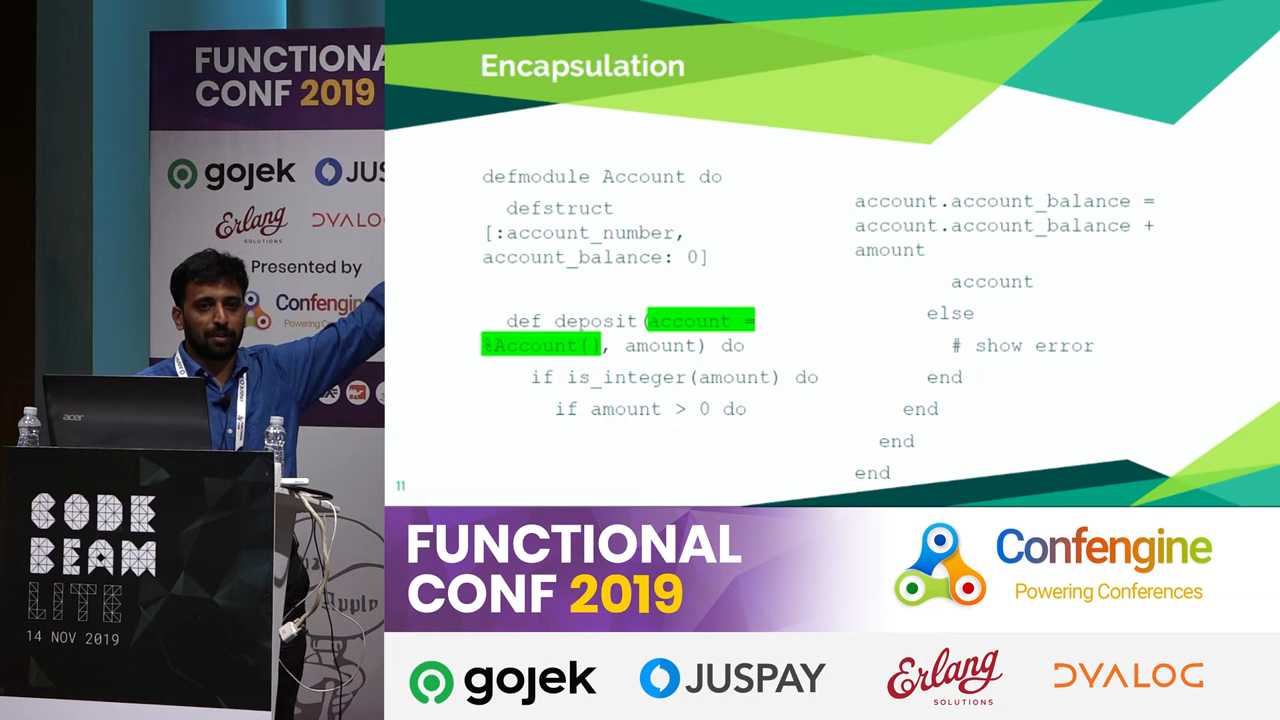 FUNCTIONA
CONF 2019
gojek
JUS
Erlang
SOLUTIONS
DYALO
Presented by
Confengine
Powering
acer
CODE
BEAM
LITE
14 NOV 2019
Apply
Encapsulation
defmodule Account do
defstruct
[:account_number,
account_balance: 0]
def deposit(account =
%Account{}, amount) do
if is_integer(amount) do
if amount > 0 do
account.account_balance =
account.account_balance +
amount
account
else
# show error
end
end
end
end
11
FUNCTIONAL
CONF 2019
Confengine
Powering Conferences
gojek
JUSPAY
Erlang
SOLUTIONS
DYALOG